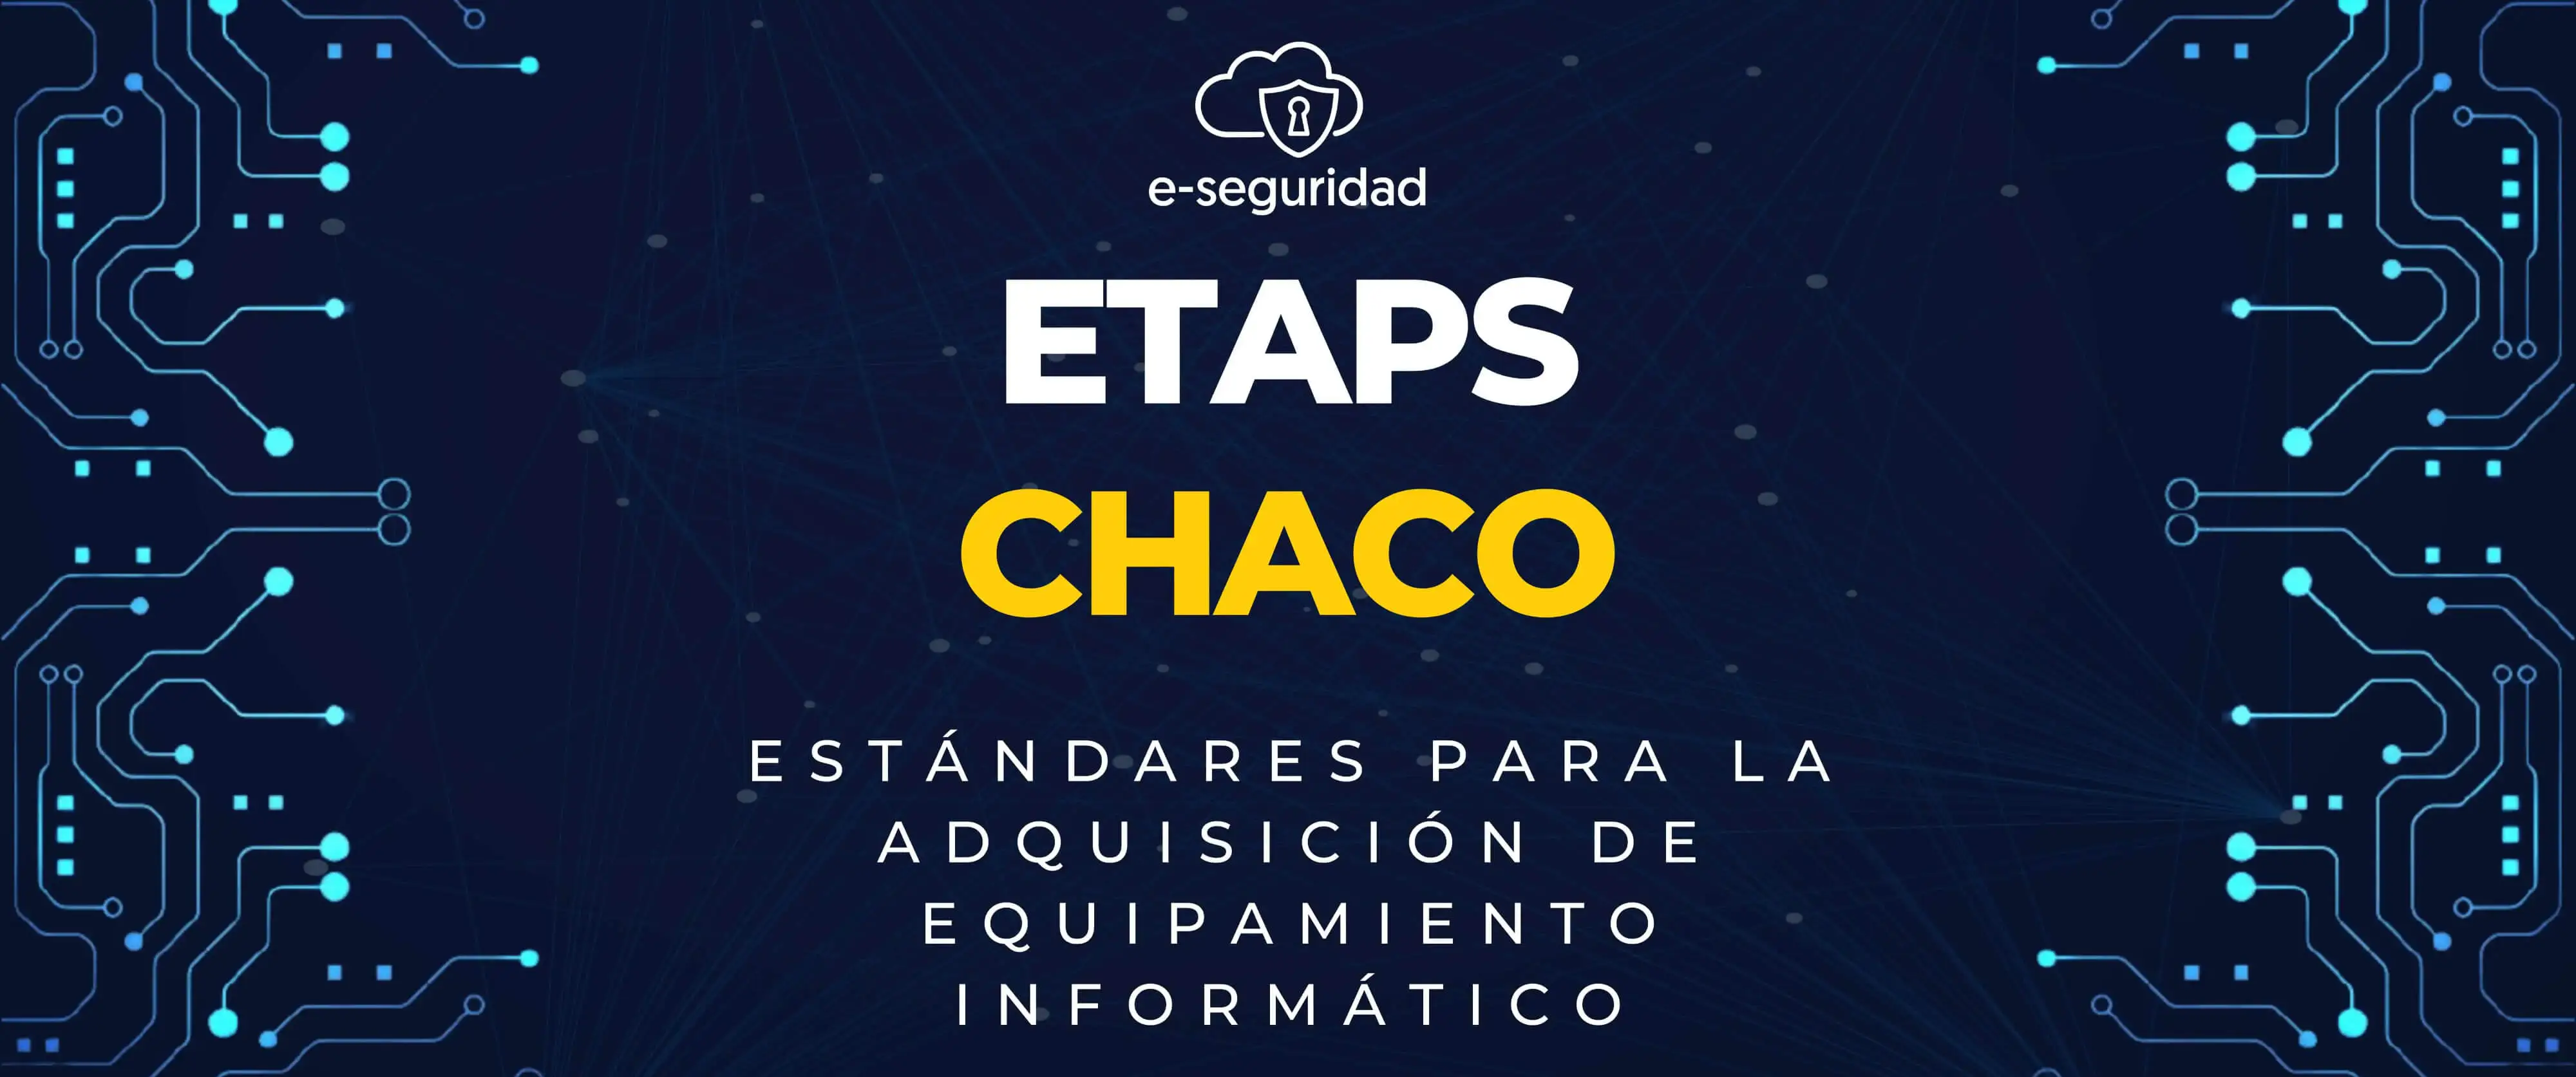 e-seguridad
ETAPS
CHACO
ESTÁNDARES PARA LA
ADQUISICIÓN DE
EQUIPAMIENTO
INFORMÁTICO